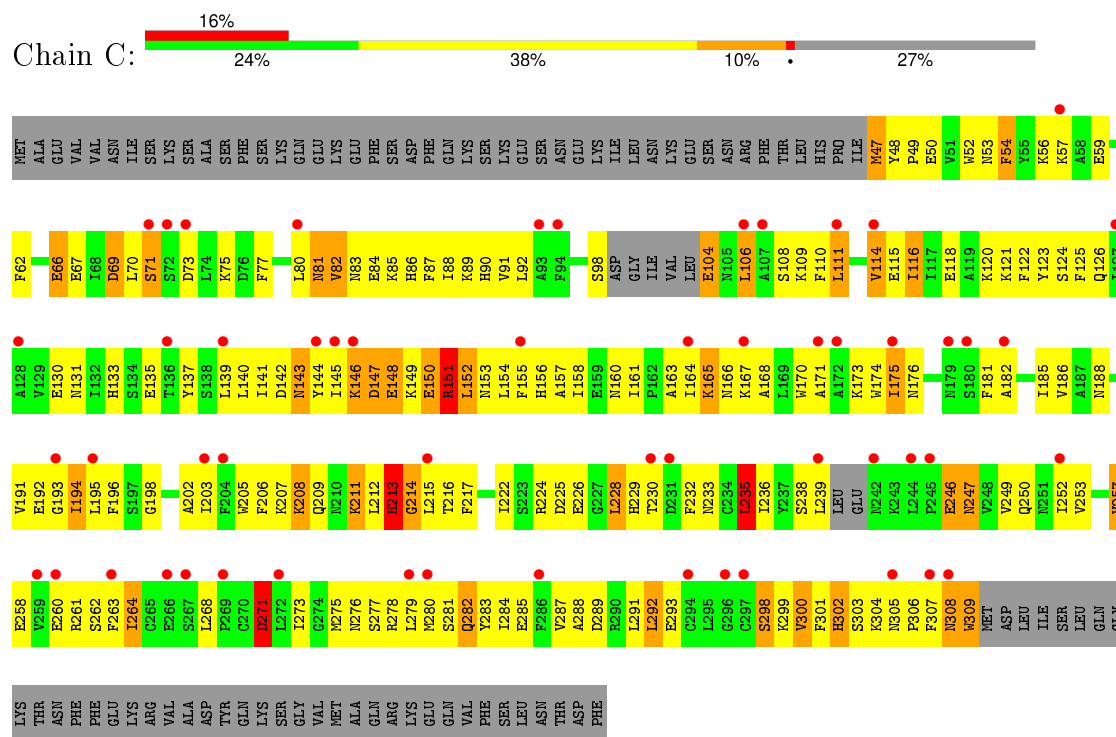 16%
Chain C:
24% 38% 10% • 27%
MET ALA GLU VAL VAL ASN ILE SER LYS SER ALA SER PHE SER LYS GLN GLU LYS GLU PHE SER ASP PHE GLN LYS SER LYS GLU SER ASN GLU LYS ILE LEU ASN LYS GLU SER ASN ARG PHE THR LEU HIS PRO ILE M47 Y48 P49 E50 V51 W52 N53 F54 Y55 K56 K57 A58 E59
F62 E66 E67 I68 D69 L70 S71 S72 D73 L74 K75 D76 F77 L80 N81 V82 N83 E84 K85 H86 F87 I88 K89 H90 V91 L92 A93 F94 S98 ASP GLY ILE VAL LEU E104 N105 L106 A107 S108 K109 F110 L111 V114 E115 I116 I117 E118 A119 K120 K121 F122 Y123 S124 F125 Q126
A128 V129 E130 N131 I132 H133 S134 E135 T136 Y137 S138 L139 L140 I141 D142 N143 Y144 I145 K146 D147 E148 K149 E150 R151 L152 N153 L154 F155 H156 A157 I158 E159 N160 I161 P162 A163 I164 K165 N166 K167 A168 L169 W170 A171 A172 K173 W174 I175 N176 N179 S180 F181 A182 I185 V186 A187 N188
V191 E192 G193 I194 L195 F196 S197 G198 A202 I203 F204 W205 F206 K207 K208 Q209 N210 K211 L212 H213 G214 L215 T216 F217 I222 S223 R224 D225 E226 G227 L228 H229 T230 D231 F232 N233 C234 L235 I236 Y237 S238 L239 LEU GLU N242 K243 L244 P245 E246 N247 V248 V249 Q250 N251 I252 V253
E258 V259 E260 R261 S262 F263 I264 C265 E266 S267 L268 P269 C270 D271 L272 I273 G274 M275 N276 S277 R278 L279 M280 S281 Q282 Y283 I284 E285 F286 V287 A288 D289 R290 L291 L292 E293 C294 L295 G296 C297 S298 K299 V300 F301 H302 S303 K304 N305 P306 F307 N308 W309 MET ASP LEU ILE SER LEU GLN
LYS THR ASN PHE PHE GLU LYS ARG VAL ALA ASP TYR GLN LYS SER GLY VAL MET ALA GLN ARG LYS GLU GLN VAL PHE SER LEU ASN THR ASP PHE